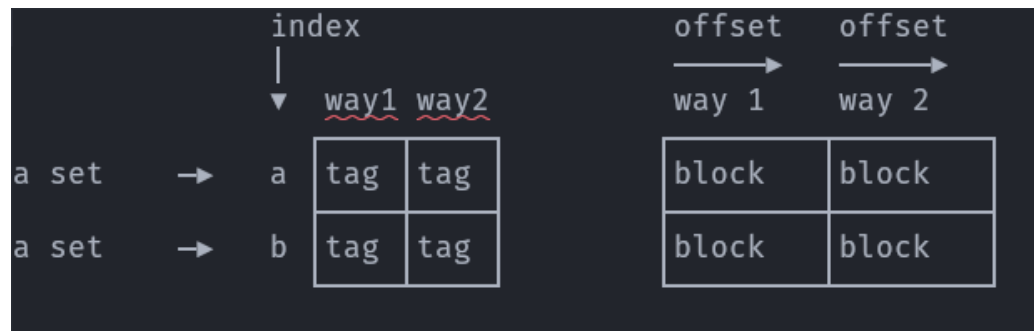 index offset offset
way1 way2 way 1 way 2
a set a tag tag block block
a set b tag tag block block